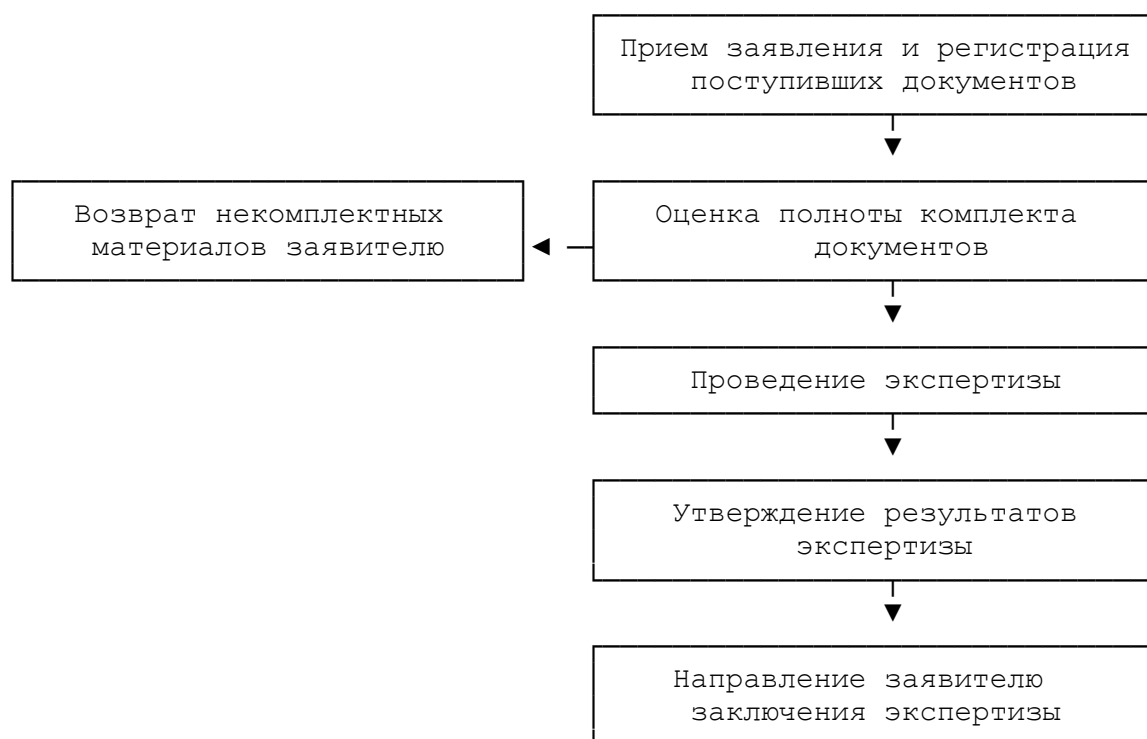 Прием заявления и регистрация
поступивших документов
Возврат некомплектных
материалов заявителю
Оценка полноты комплекта
документов
Проведение экспертизы
Утверждение результатов
экспертизы
Направление заявителю
заключения экспертизы